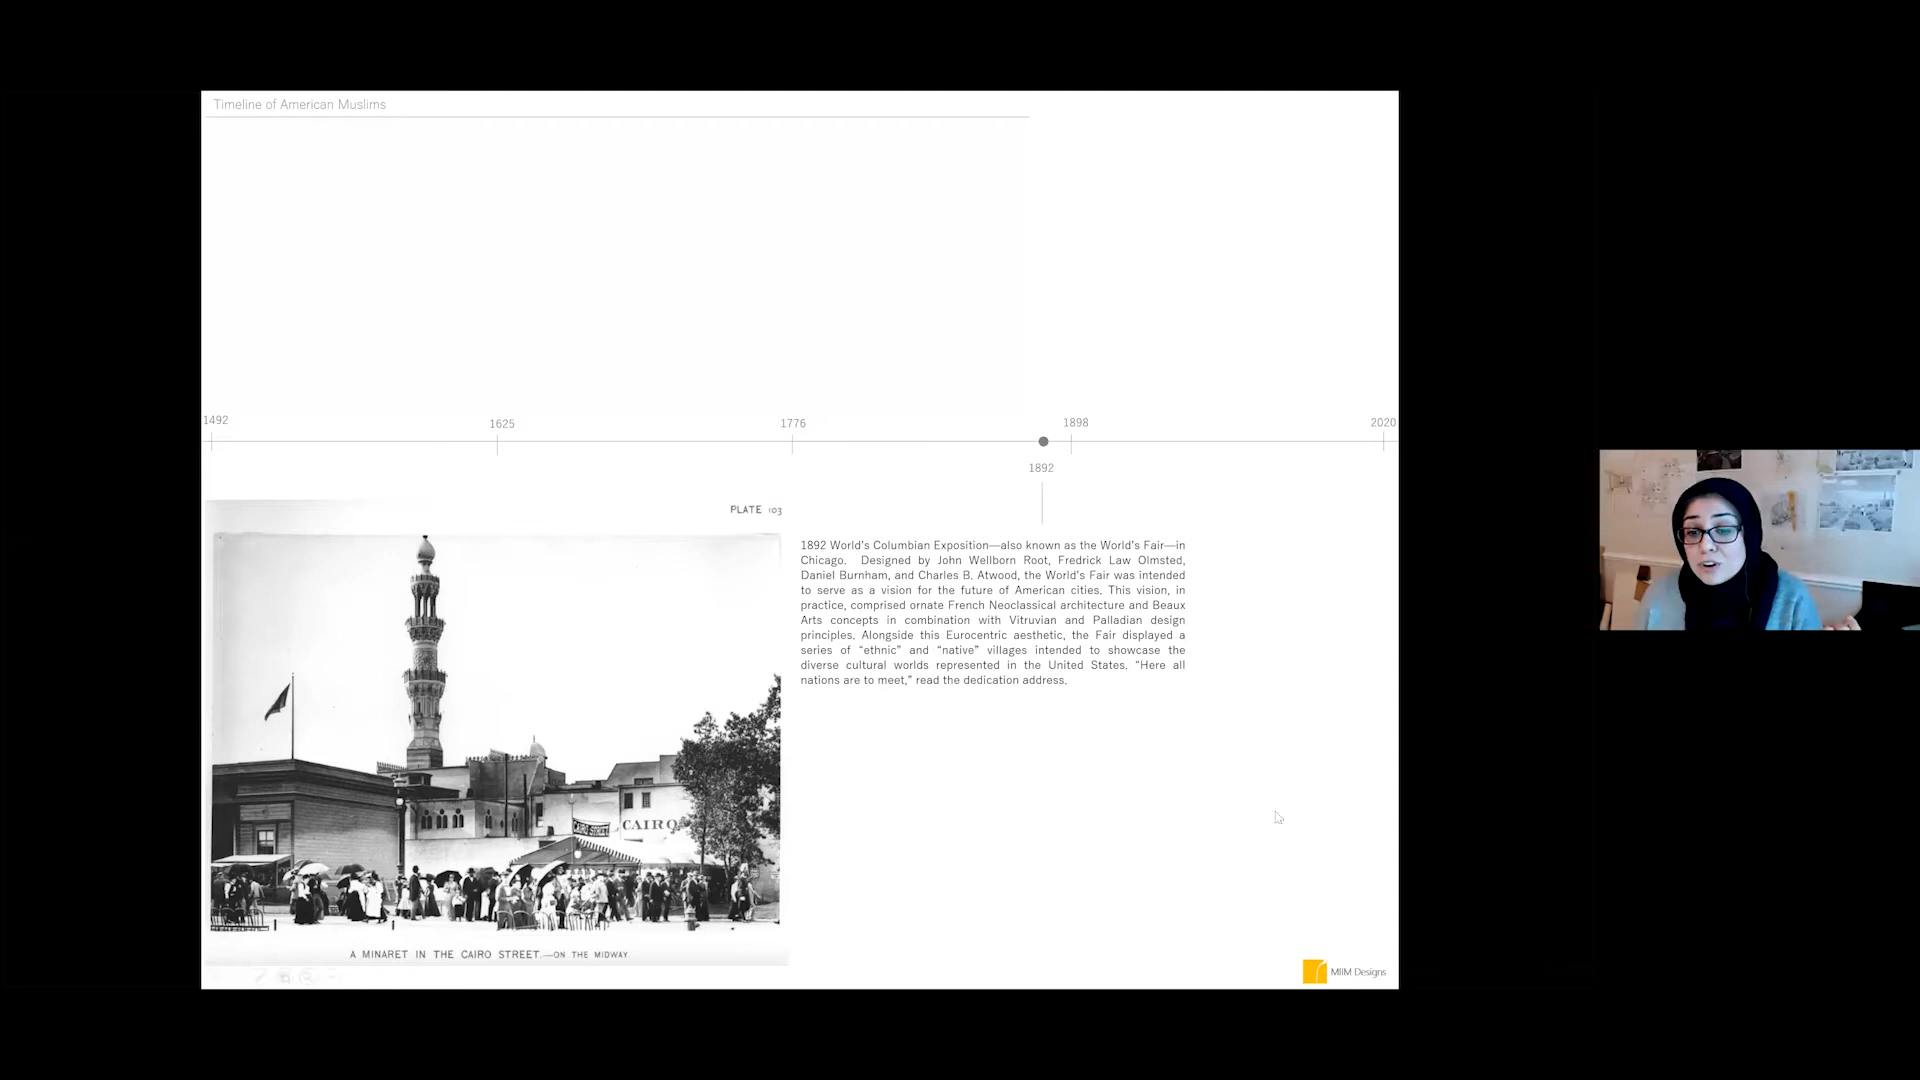 Timeline of American Muslims
1492
1625
1776
1898
2020
1892
PLATE 103
CAIRO STREET
CAIRO
A MINARET IN THE CAIRO STREET.—ON THE MIDWAY
1892 World's Columbian Exposition—also known as the World's Fair—in
Chicago. Designed by John Wellborn Root, Fredrick Law Olmsted,
Daniel Burnham, and Charles B. Atwood, the World's Fair was intended
to serve as a vision for the future of American cities. This vision, in
practice, comprised ornate French Neoclassical architecture and Beaux
Arts concepts in combination with Vitruvian and Palladian design
principles. Alongside this Eurocentric aesthetic, the Fair displayed a
series of “ethnic” and “native” villages intended to showcase the
diverse cultural worlds represented in the United States. “Here all
nations are to meet,” read the dedication address.
MIIM Designs